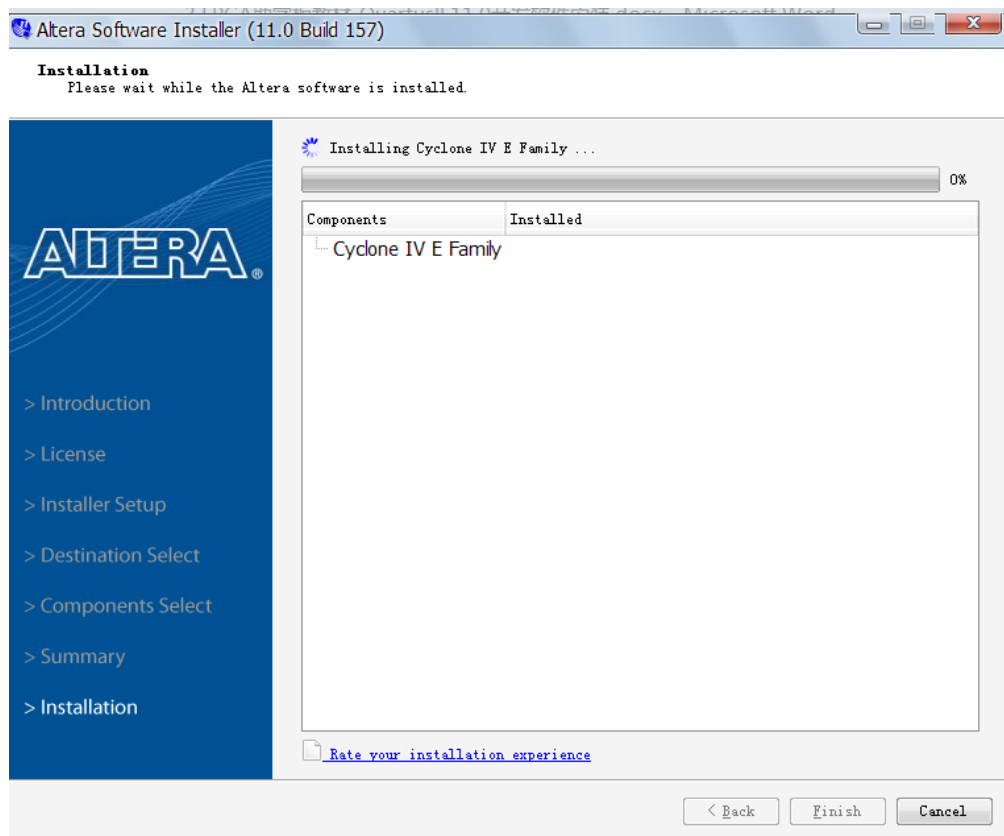 Altera Software Installer (11.0 Build 157)
Installation
Please wait while the Altera software is installed.
Installing Cyclone IV E Family ...
0%
Components Installed
Cyclone IV E Family
ALTERA®
> Introduction
> License
> Installer Setup
> Destination Select
> Components Select
> Summary
> Installation
Rate your installation experience
< Back Finish Cancel